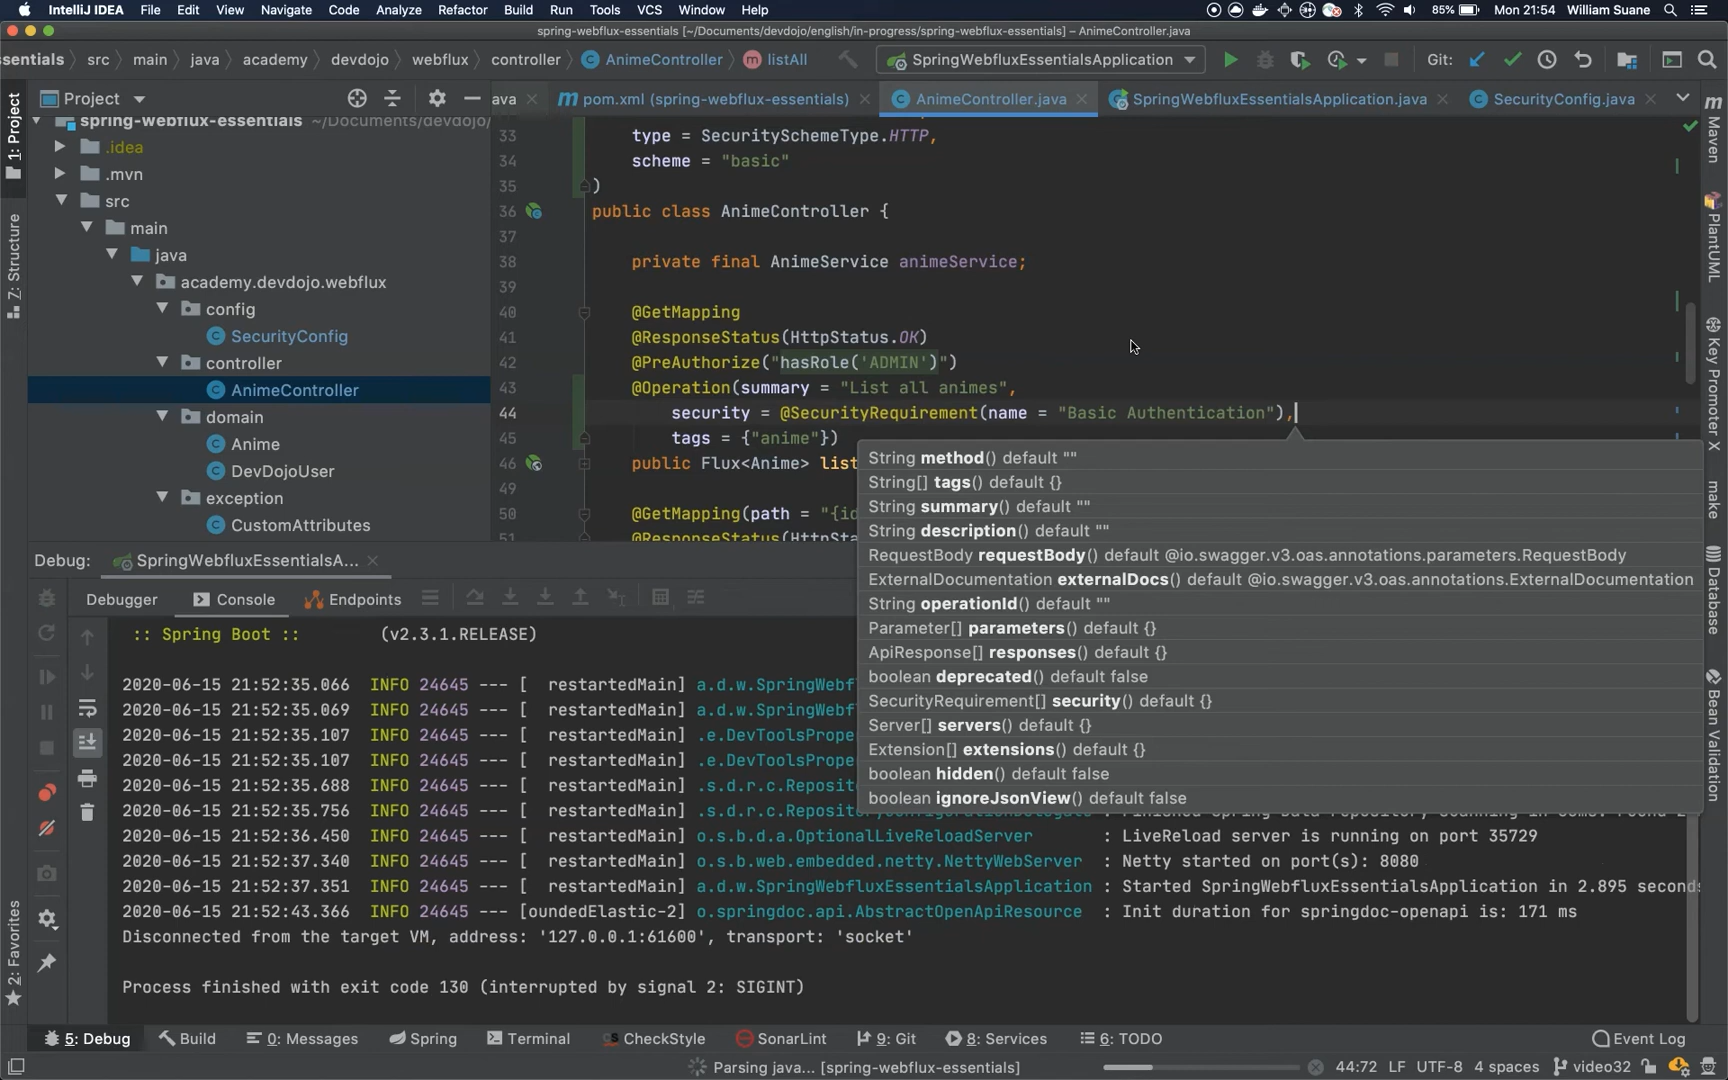 IntelliJ IDEA File Edit View Navigate Code Analyze Refactor Build Run Tools VCS Window Help 85% Mon 21:54 William Suane
spring-webflux-essentials [~/Documents/devdojo/english/in-progress/spring-webflux-essentials] – AnimeController.java
sentials src main java academy devdojo webflux controller AnimeController listAll SpringWebfluxEssentialsApplication Git:
Project ava pom.xml (spring-webflux-essentials) AnimeController.java SpringWebfluxEssentialsApplication.java SecurityConfig.java
1: Project
Z: Structure
2: Favorites
spring-webflux-essentials ~/Documents/devdojo/
.idea
.mvn
src
main
java
academy.devdojo.webflux
config
SecurityConfig
controller
AnimeController
domain
Anime
DevDojoUser
exception
CustomAttributes
33 type = SecuritySchemeType.HTTP,
34 scheme = "basic"
35 )
36 public class AnimeController {
37
38 private final AnimeService animeService;
39
40 @GetMapping
41 @ResponseStatus(HttpStatus.OK)
42 @PreAuthorize("hasRole('ADMIN')")
43 @Operation(summary = "List all animes",
44 security = @SecurityRequirement(name = "Basic Authentication"),
45 tags = {"anime"})
46 public Flux<Anime> list
49
50 @GetMapping(path = "{id
51 @ResponseStatus(HttpSta
String method() default ""
String[] tags() default {}
String summary() default ""
String description() default ""
RequestBody requestBody() default @io.swagger.v3.oas.annotations.parameters.RequestBody
ExternalDocumentation externalDocs() default @io.swagger.v3.oas.annotations.ExternalDocumentation
String operationId() default ""
Parameter[] parameters() default {}
ApiResponse[] responses() default {}
boolean deprecated() default false
SecurityRequirement[] security() default {}
Server[] servers() default {}
Extension[] extensions() default {}
boolean hidden() default false
boolean ignoreJsonView() default false
Maven
PlantUML
Key Promoter X
make
Database
Bean Validation
Debug: SpringWebfluxEssentialsA...
Debugger Console Endpoints
:: Spring Boot :: (v2.3.1.RELEASE)
2020-06-15 21:52:35.066 INFO 24645 --- [ restartedMain] a.d.w.SpringWebf
2020-06-15 21:52:35.069 INFO 24645 --- [ restartedMain] a.d.w.SpringWebf
2020-06-15 21:52:35.107 INFO 24645 --- [ restartedMain] .e.DevToolsPrope
2020-06-15 21:52:35.107 INFO 24645 --- [ restartedMain] .e.DevToolsPrope
2020-06-15 21:52:35.688 INFO 24645 --- [ restartedMain] .s.d.r.c.Reposit
2020-06-15 21:52:35.756 INFO 24645 --- [ restartedMain]
2020-06-15 21:52:36.450 INFO 24645 --- [ restartedMain] o.s.b.d.a.OptionalLiveReloadServer : LiveReload server is running on port 35729
2020-06-15 21:52:37.340 INFO 24645 --- [ restartedMain] o.s.b.web.embedded.netty.NettyWebServer : Netty started on port(s): 8080
2020-06-15 21:52:37.351 INFO 24645 --- [ restartedMain] a.d.w.SpringWebfluxEssentialsApplication : Started SpringWebfluxEssentialsApplication in 2.895 seconds
2020-06-15 21:52:43.366 INFO 24645 --- [oundedElastic-2] o.springdoc.api.AbstractOpenApiResource : Init duration for springdoc-openapi is: 171 ms
Disconnected from the target VM, address: '127.0.0.1:61600', transport: 'socket'
Process finished with exit code 130 (interrupted by signal 2: SIGINT)
5: Debug Build 0: Messages Spring Terminal CheckStyle SonarLint 9: Git 8: Services 6: TODO Event Log
Parsing java... [spring-webflux-essentials] 44:72 LF UTF-8 4 spaces video32